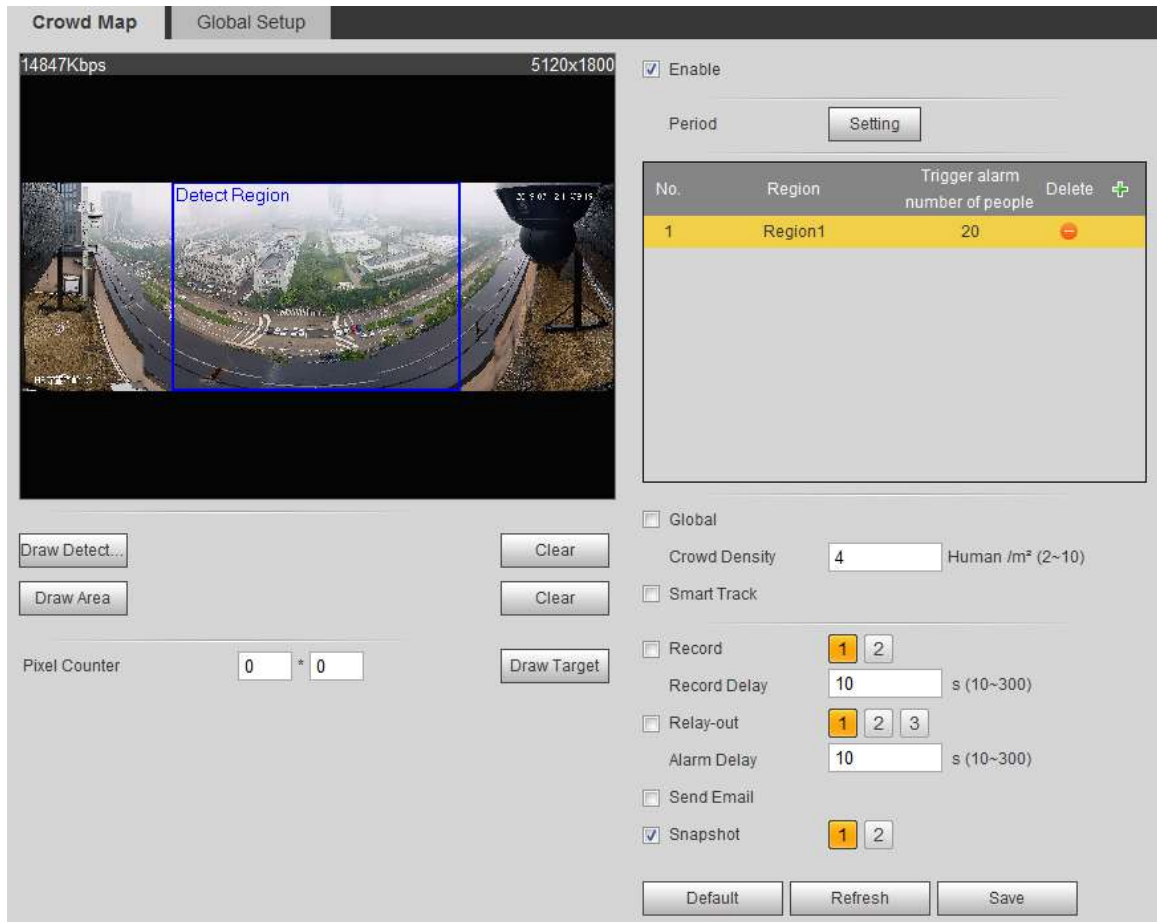 Crowd Map Global Setup
14847Kbps 5120x1800
Detect Region
Enable
Period Setting
No. Region Trigger alarm number of people Delete
1 Region1 20
Draw Detect... Clear
Draw Area Clear
Pixel Counter 0 * 0 Draw Target
Global
Crowd Density 4 Human /m² (2~10)
Smart Track
Record 1 2
Record Delay 10 s (10~300)
Relay-out 1 2 3
Alarm Delay 10 s (10~300)
Send Email
Snapshot 1 2
Default Refresh Save